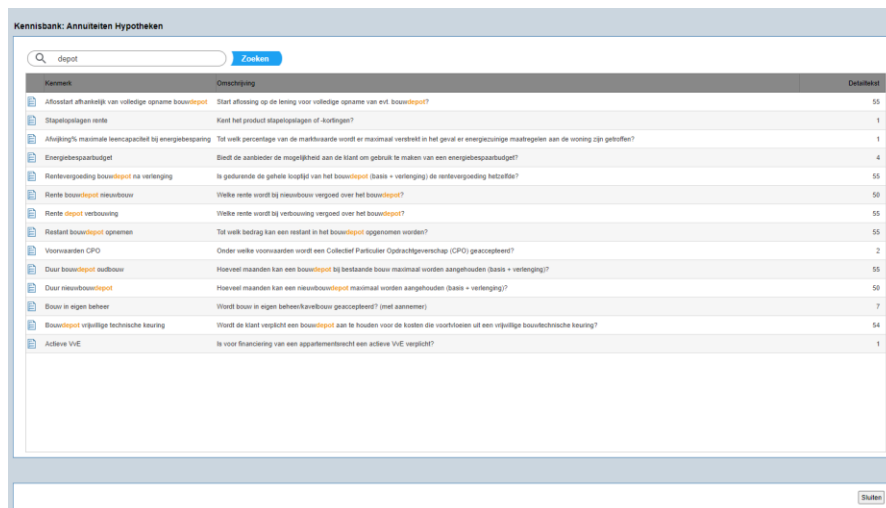 Kennisbank: Annuïteiten Hypotheken
depot Zoeken
Kenmerk Omschrijving Detailtekst
Aflosstart afhankelijk van volledige opname bouwdepot Start aflossing op de lening voor volledige opname van evt. bouwdepot? 55
Stapelopslagen rente Kent het product stapelopslagen of -kortingen? 1
Afwijking% maximale leencapaciteit bij energiebesparing Tot welk percentage van de marktwaarde wordt er maximaal verstrekt in het geval er energiezuinige maatregelen aan de woning zijn getroffen? 1
Energiebespaarbudget Biedt de aanbieder de mogelijkheid aan de klant om gebruik te maken van een energiebespaarbudget? 4
Rentevergoeding bouwdepot na verlenging Is gedurende de gehele looptijd van het bouwdepot (basis + verlenging) de rentevergoeding hetzelfde? 55
Rente bouwdepot nieuwbouw Welke rente wordt bij nieuwbouw vergoed over het bouwdepot? 50
Rente depot verbouwing Welke rente wordt bij verbouwing vergoed over het bouwdepot? 55
Restant bouwdepot opnemen Tot welk bedrag kan een restant in het bouwdepot opgenomen worden? 55
Voorwaarden CPO Onder welke voorwaarden wordt een Collectief Particulier Opdrachtgeverschap (CPO) geaccepteerd? 2
Duur bouwdepot oudbouw Hoeveel maanden kan een bouwdepot bij bestaande bouw maximaal worden aangehouden (basis + verlenging)? 55
Duur nieuwbouwdepot Hoeveel maanden kan een nieuwbouwdepot maximaal worden aangehouden (basis + verlenging)? 50
Bouw in eigen beheer Wordt bouw in eigen beheer/kavelbouw geaccepteerd? (met aannemer) 7
Bouwdepot vrijwillige technische keuring Wordt de klant verplicht een bouwdepot aan te houden voor de kosten die voortvloeien uit een vrijwillige bouwtechnische keuring? 54
Actieve VvE Is voor financiering van een appartementsrecht een actieve VvE verplicht? 1
Sluiten